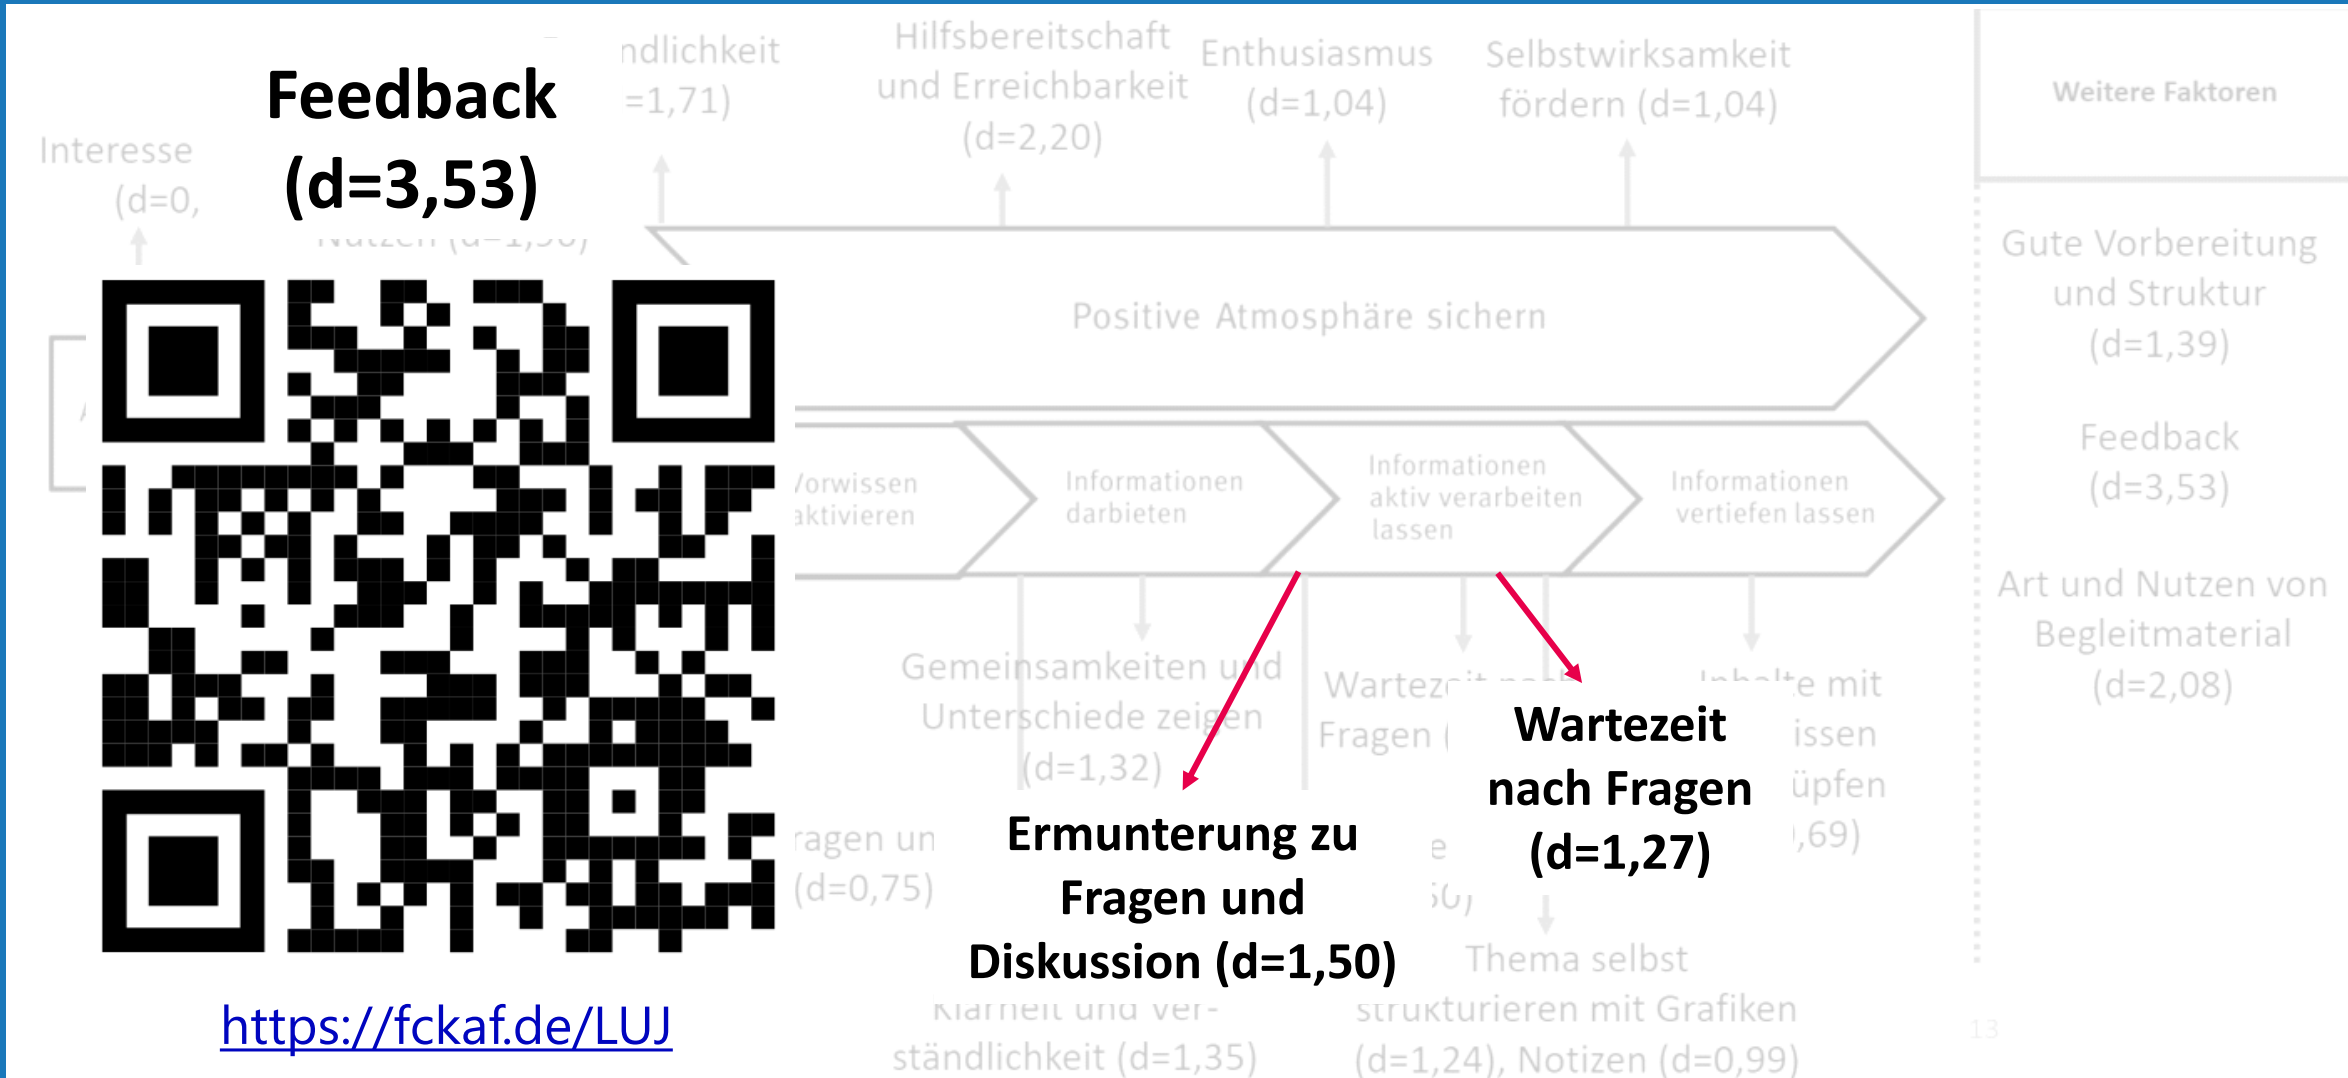 Feedback
(d=3,53)
ndlichkeit
=1,71)
Hilfsbereitschaft
und Erreichbarkeit
(d=2,20)
Enthusiasmus
(d=1,04)
Selbstwirksamkeit
fördern (d=1,04)
Weitere Faktoren
Interesse
(d=0,
Nutzen
Positive Atmosphäre sichern
Vorwissen
aktivieren
Informationen
darbieten
Informationen
aktiv verarbeiten
lassen
Informationen
vertiefen lassen
Gute Vorbereitung
und Struktur
(d=1,39)
Feedback
(d=3,53)
Art und Nutzen von
Begleitmaterial
(d=2,08)
Gemeinsamkeiten und
Unterschiede zeigen
(d=1,32)
Wartezeit nach
Fragen (
Inhalte mit
issen
üpfen
,69)
Wartezeit
nach Fragen
(d=1,27)
ragen un
(d=0,75)
Ermunterung zu
Fragen und
Diskussion (d=1,50)
Klarheit und Ver-
ständlichkeit (d=1,35)
Thema selbst
strukturieren mit Grafiken
(d=1,24), Notizen (d=0,99)
https://fckaf.de/LUJ
13